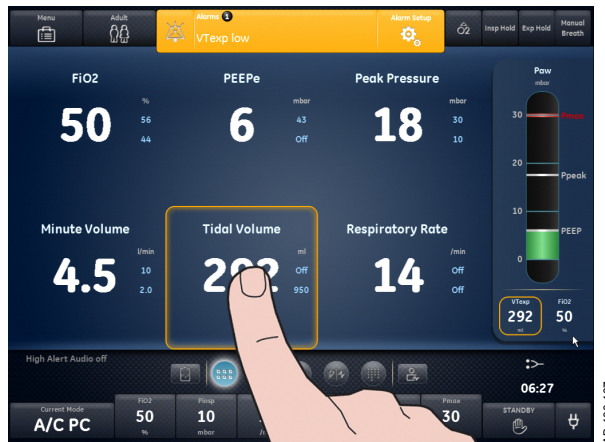 Menu
Adult
Alarms 1
VTexp low
Alarm Setup
O2
Insp Hold
Exp Hold
Manual
Breath
FiO2
50
%
56
44
PEEPe
6
mbar
43
Off
Peak Pressure
18
mbar
30
10
Paw
mbar
30
Pmax
20
Ppeak
10
PEEP
0
Minute Volume
4.5
l/min
10
2.0
Tidal Volume
292
ml
Off
950
Respiratory Rate
14
/min
Off
Off
VTexp
292
ml
FiO2
50
%
High Alert Audio off
06:27
Current Mode
A/C PC
FiO2
50
%
Pinsp
10
mbar
Pmax
30
STANDBY